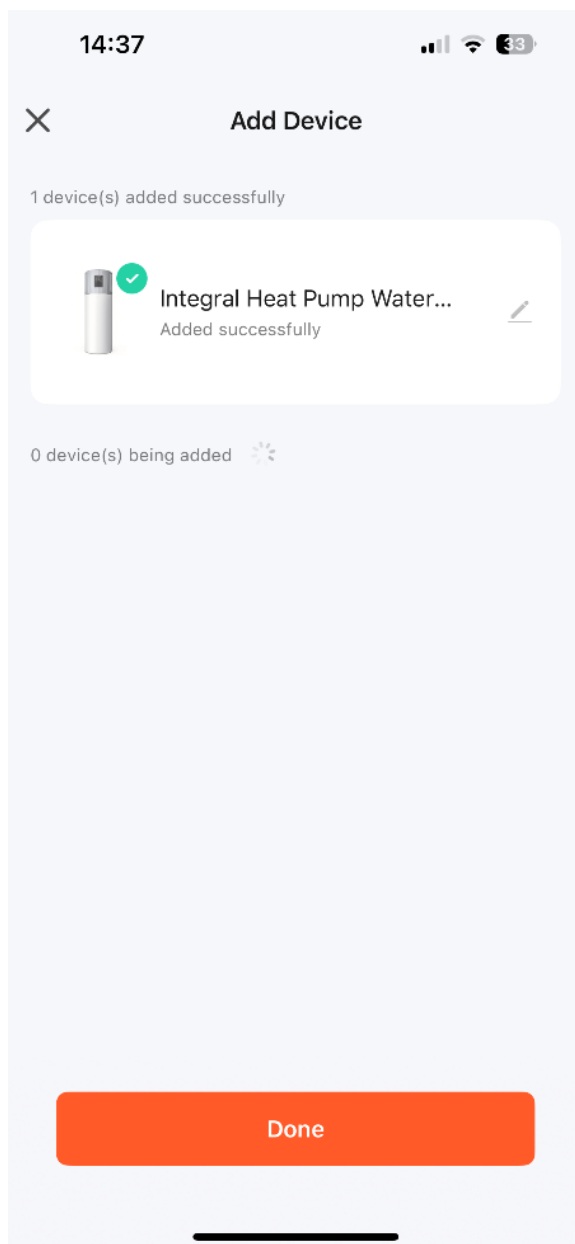 14:37
33
Add Device
1 device(s) added successfully
Integral Heat Pump Water...
Added successfully
0 device(s) being added
Done